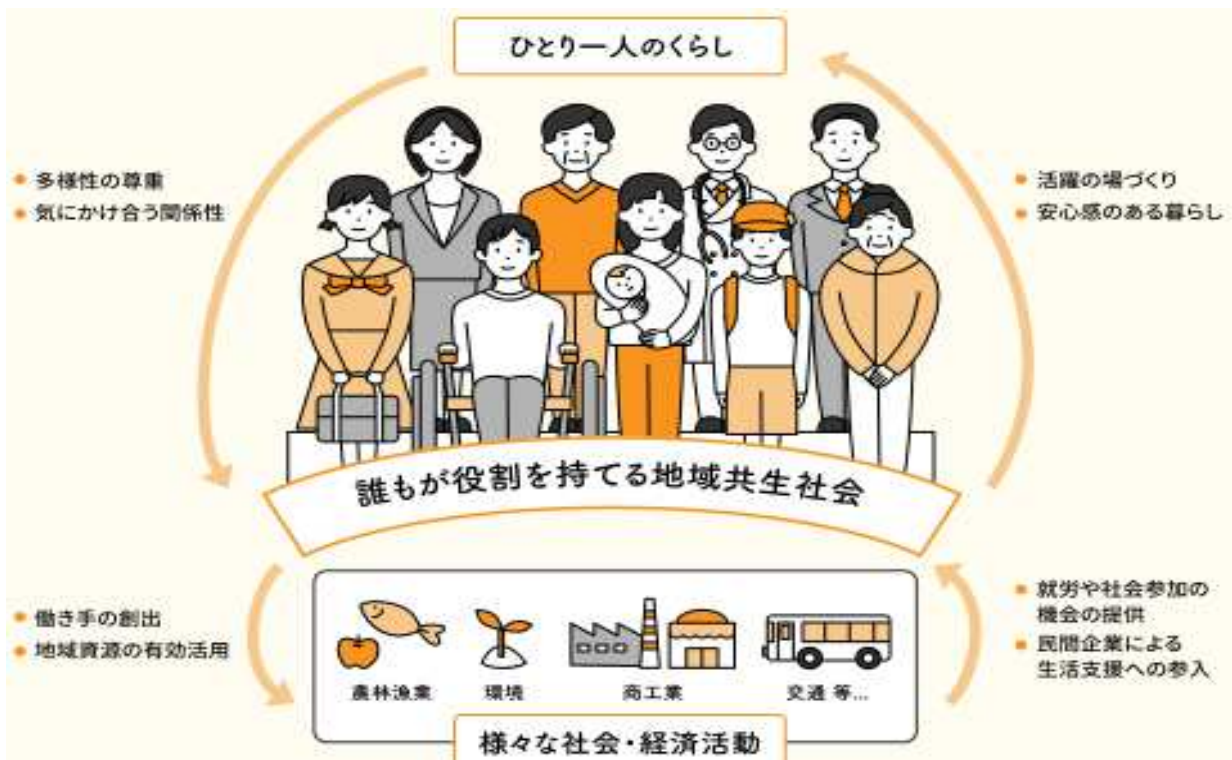 ひとり一人のくらし
● 多様性の尊重
● 気にかけ合う関係性
● 活躍の場づくり
● 安心感のある暮らし
誰もが役割を持てる地域共生社会
● 働き手の創出
● 地域資源の有効活用
● 就労や社会参加の
機会の提供
● 民間企業による
生活支援への参入
農林漁業
環境
商工業
交通 等...
様々な社会・経済活動